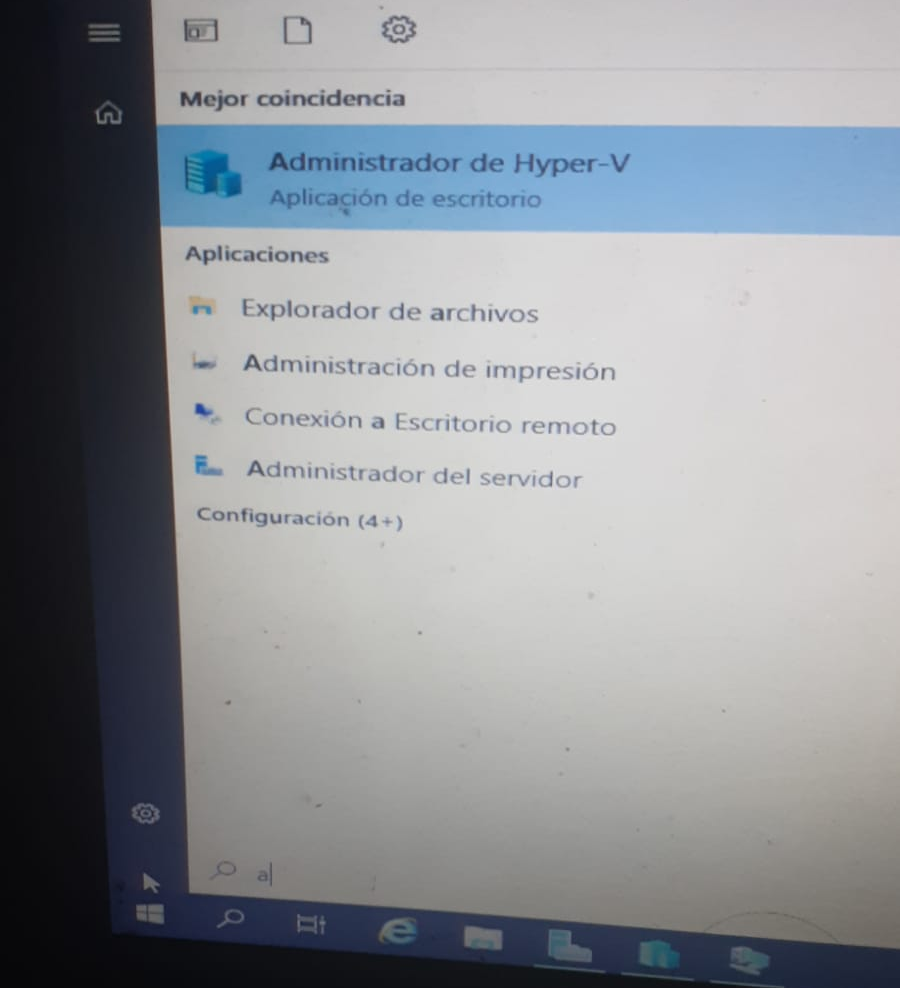 Mejor coincidencia
Administrador de Hyper-V
Aplicación de escritorio
Aplicaciones
Explorador de archivos
Administración de impresión
Conexión a Escritorio remoto
Administrador del servidor
Configuración (4+)
a